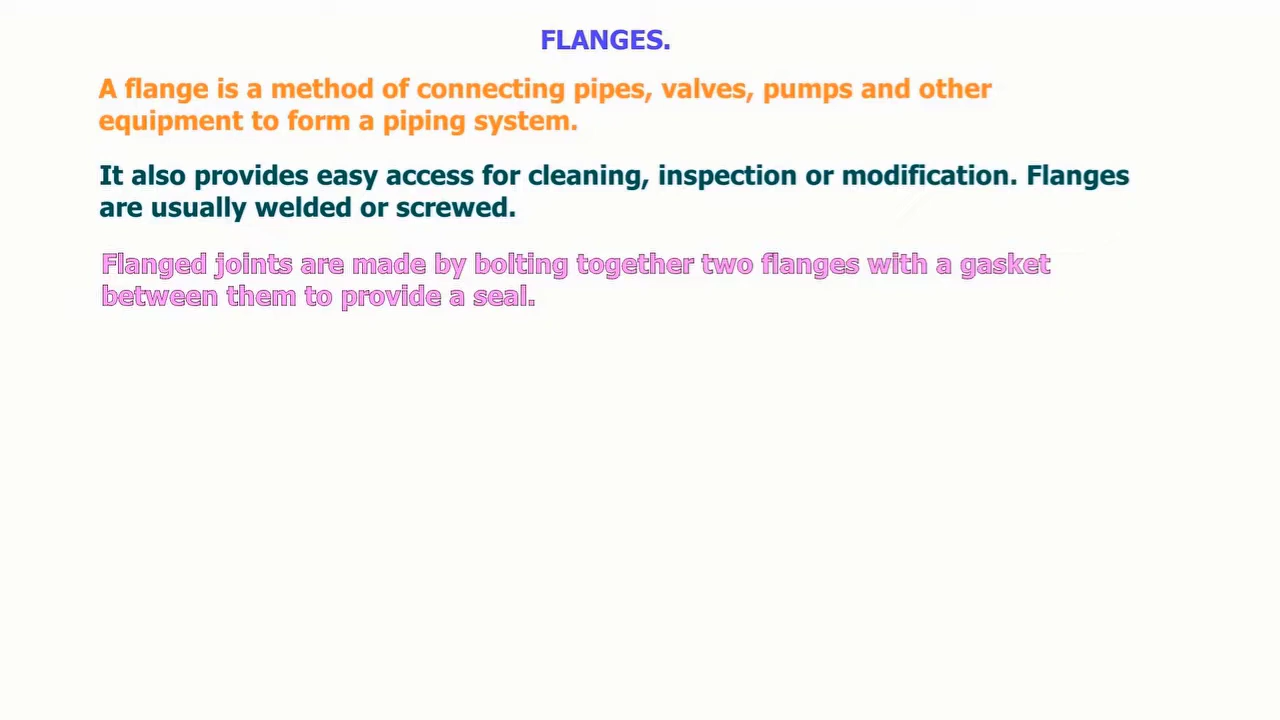 FLANGES.
A flange is a method of connecting pipes, valves, pumps and other
equipment to form a piping system.
It also provides easy access for cleaning, inspection or modification. Flanges
are usually welded or screwed.
Flanged joints are made by bolting together two flanges with a gasket
between them to provide a seal.